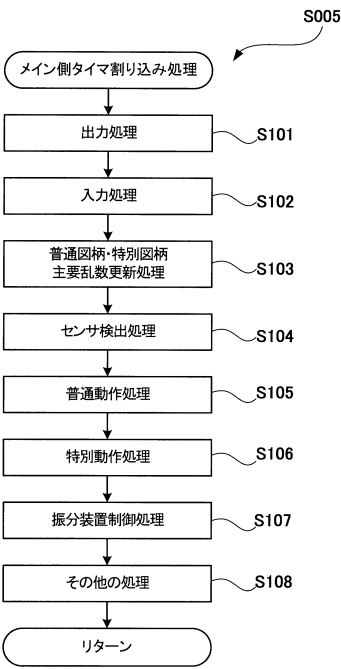 S005
メイン側タイマ割り込み処理
出力処理
S101
入力処理
S102
普通図柄・特別図柄
主要乱数更新処理
S103
センサ検出処理
S104
普通動作処理
S105
特別動作処理
S106
振分装置制御処理
S107
その他の処理
S108
リターン